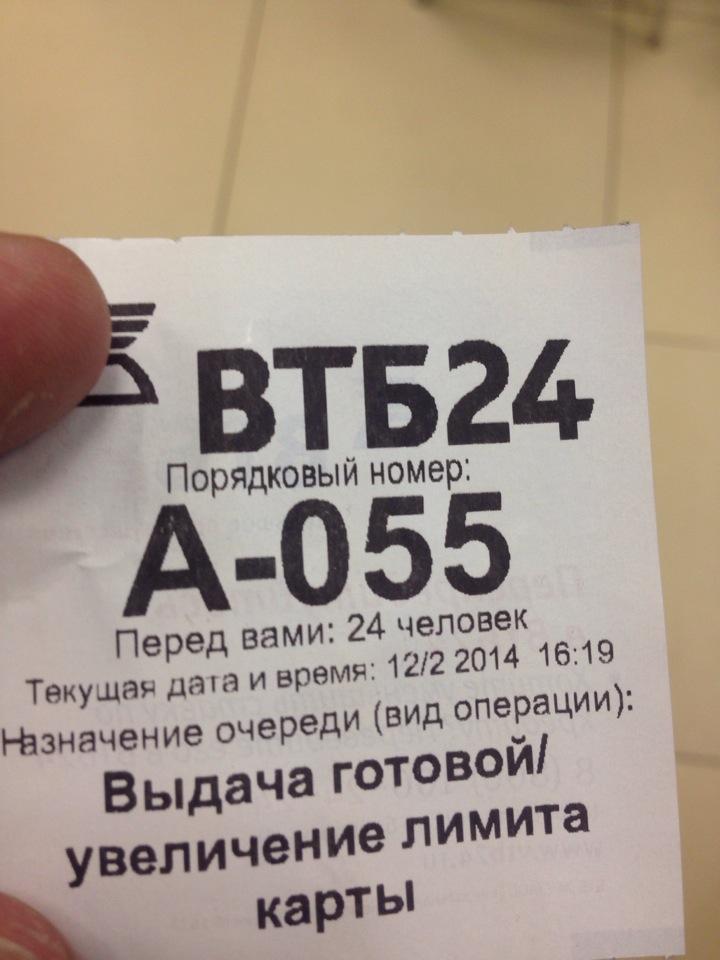 ВТБ24
Порядковый номер:
А-055
Перед вами: 24 человек
Текущая дата и время: 12/2 2014 16:19
Назначение очереди (вид операции):
Выдача готовой/
увеличение лимита
карты